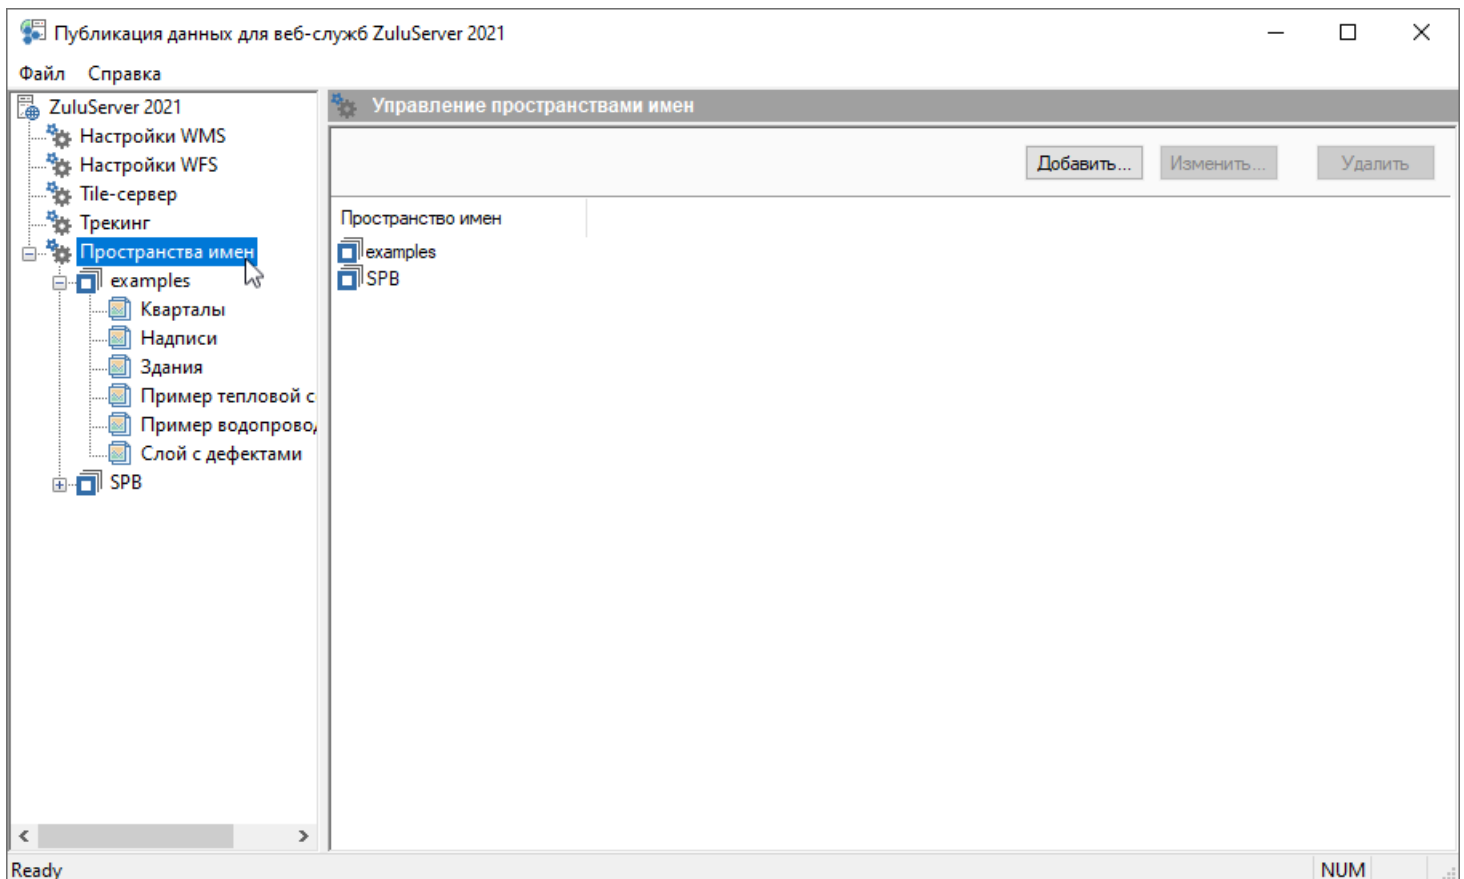 Публикация данных для веб-служб ZuluServer 2021
Файл Справка
ZuluServer 2021
Настройки WMS
Настройки WFS
Tile-сервер
Трекинг
Пространства имен
examples
Кварталы
Надписи
Здания
Пример тепловой с
Пример водопрово
Слой с дефектами
SPB
Управление пространствами имен
Добавить... Изменить... Удалить
Пространство имен
examples
SPB
Ready NUM